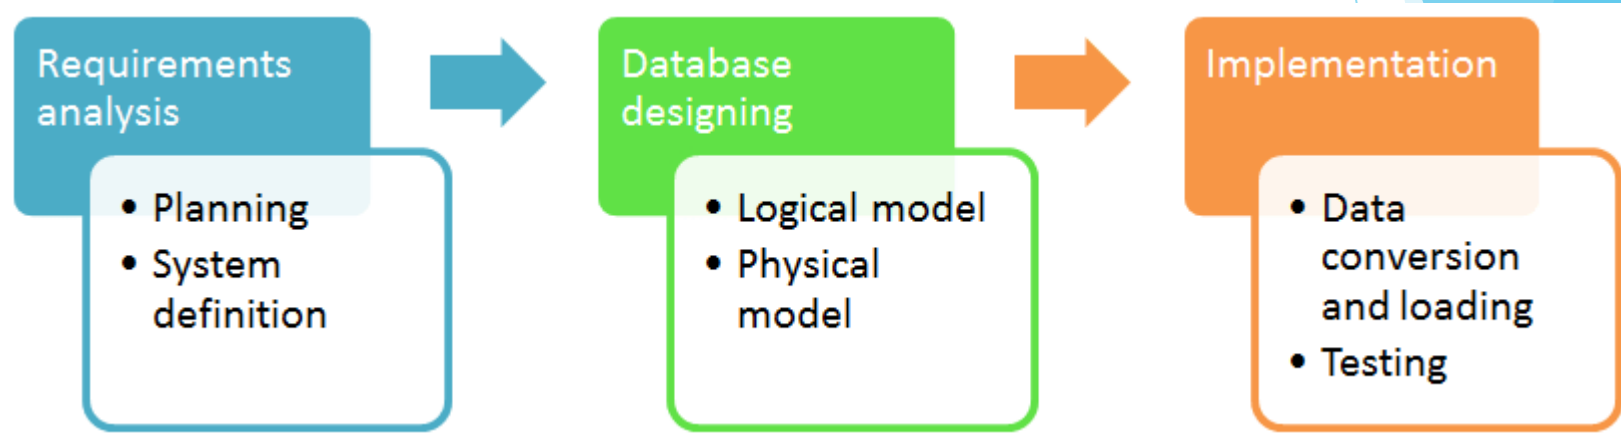 Requirements
analysis
• Planning
• System
definition
Database
designing
• Logical model
• Physical
model
Implementation
• Data
conversion
and loading
• Testing